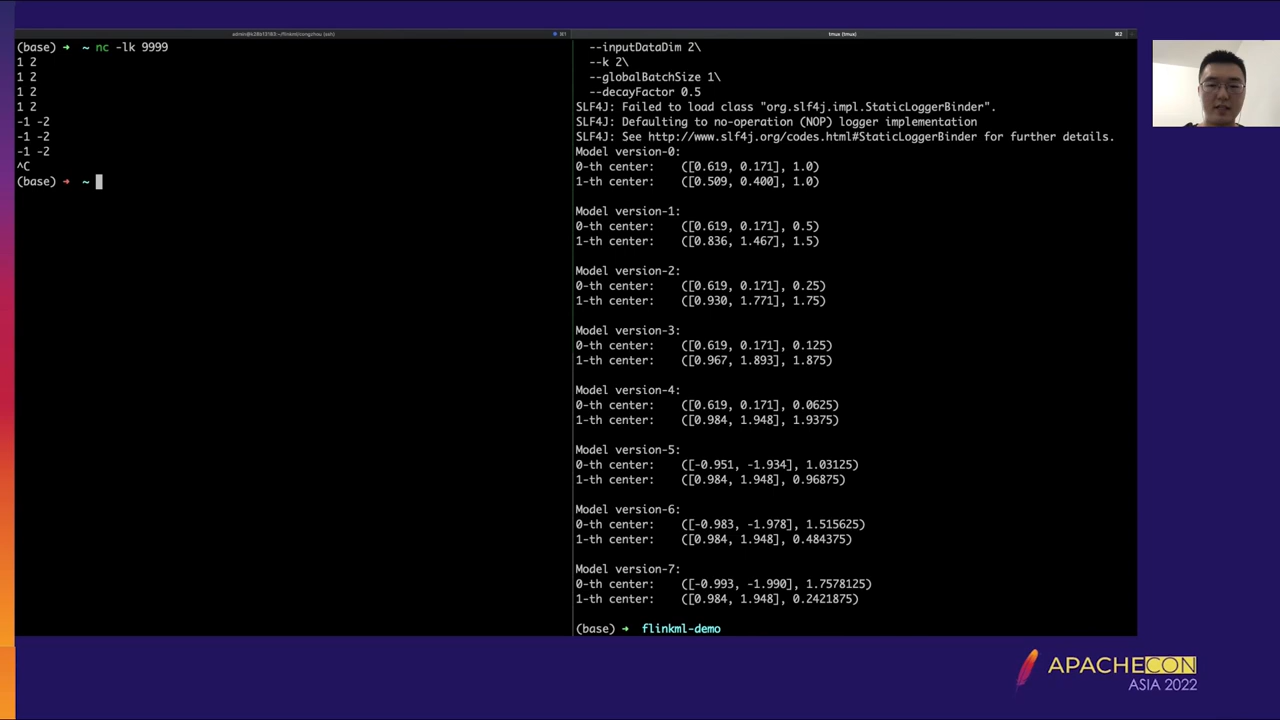 admin@k28b13183:~/flinkml/congzhou (ssh)
⌘1
(base) ➜ ~ nc -lk 9999
1 2
1 2
1 2
1 2
-1 -2
-1 -2
-1 -2
^C
(base) ➜ ~
tmux (tmux)
⌘2
--inputDataDim 2\
--k 2\
--globalBatchSize 1\
--decayFactor 0.5
SLF4J: Failed to load class "org.slf4j.impl.StaticLoggerBinder".
SLF4J: Defaulting to no-operation (NOP) logger implementation
SLF4J: See http://www.slf4j.org/codes.html#StaticLoggerBinder for further details.
Model version-0:
0-th center: ([0.619, 0.171], 1.0)
1-th center: ([0.509, 0.400], 1.0)
Model version-1:
0-th center: ([0.619, 0.171], 0.5)
1-th center: ([0.836, 1.467], 1.5)
Model version-2:
0-th center: ([0.619, 0.171], 0.25)
1-th center: ([0.930, 1.771], 1.75)
Model version-3:
0-th center: ([0.619, 0.171], 0.125)
1-th center: ([0.967, 1.893], 1.875)
Model version-4:
0-th center: ([0.619, 0.171], 0.0625)
1-th center: ([0.984, 1.948], 1.9375)
Model version-5:
0-th center: ([-0.951, -1.934], 1.03125)
1-th center: ([0.984, 1.948], 0.96875)
Model version-6:
0-th center: ([-0.983, -1.978], 1.515625)
1-th center: ([0.984, 1.948], 0.484375)
Model version-7:
0-th center: ([-0.993, -1.990], 1.7578125)
1-th center: ([0.984, 1.948], 0.2421875)
(base) ➜ flinkml-demo
APACHECON
ASIA 2022